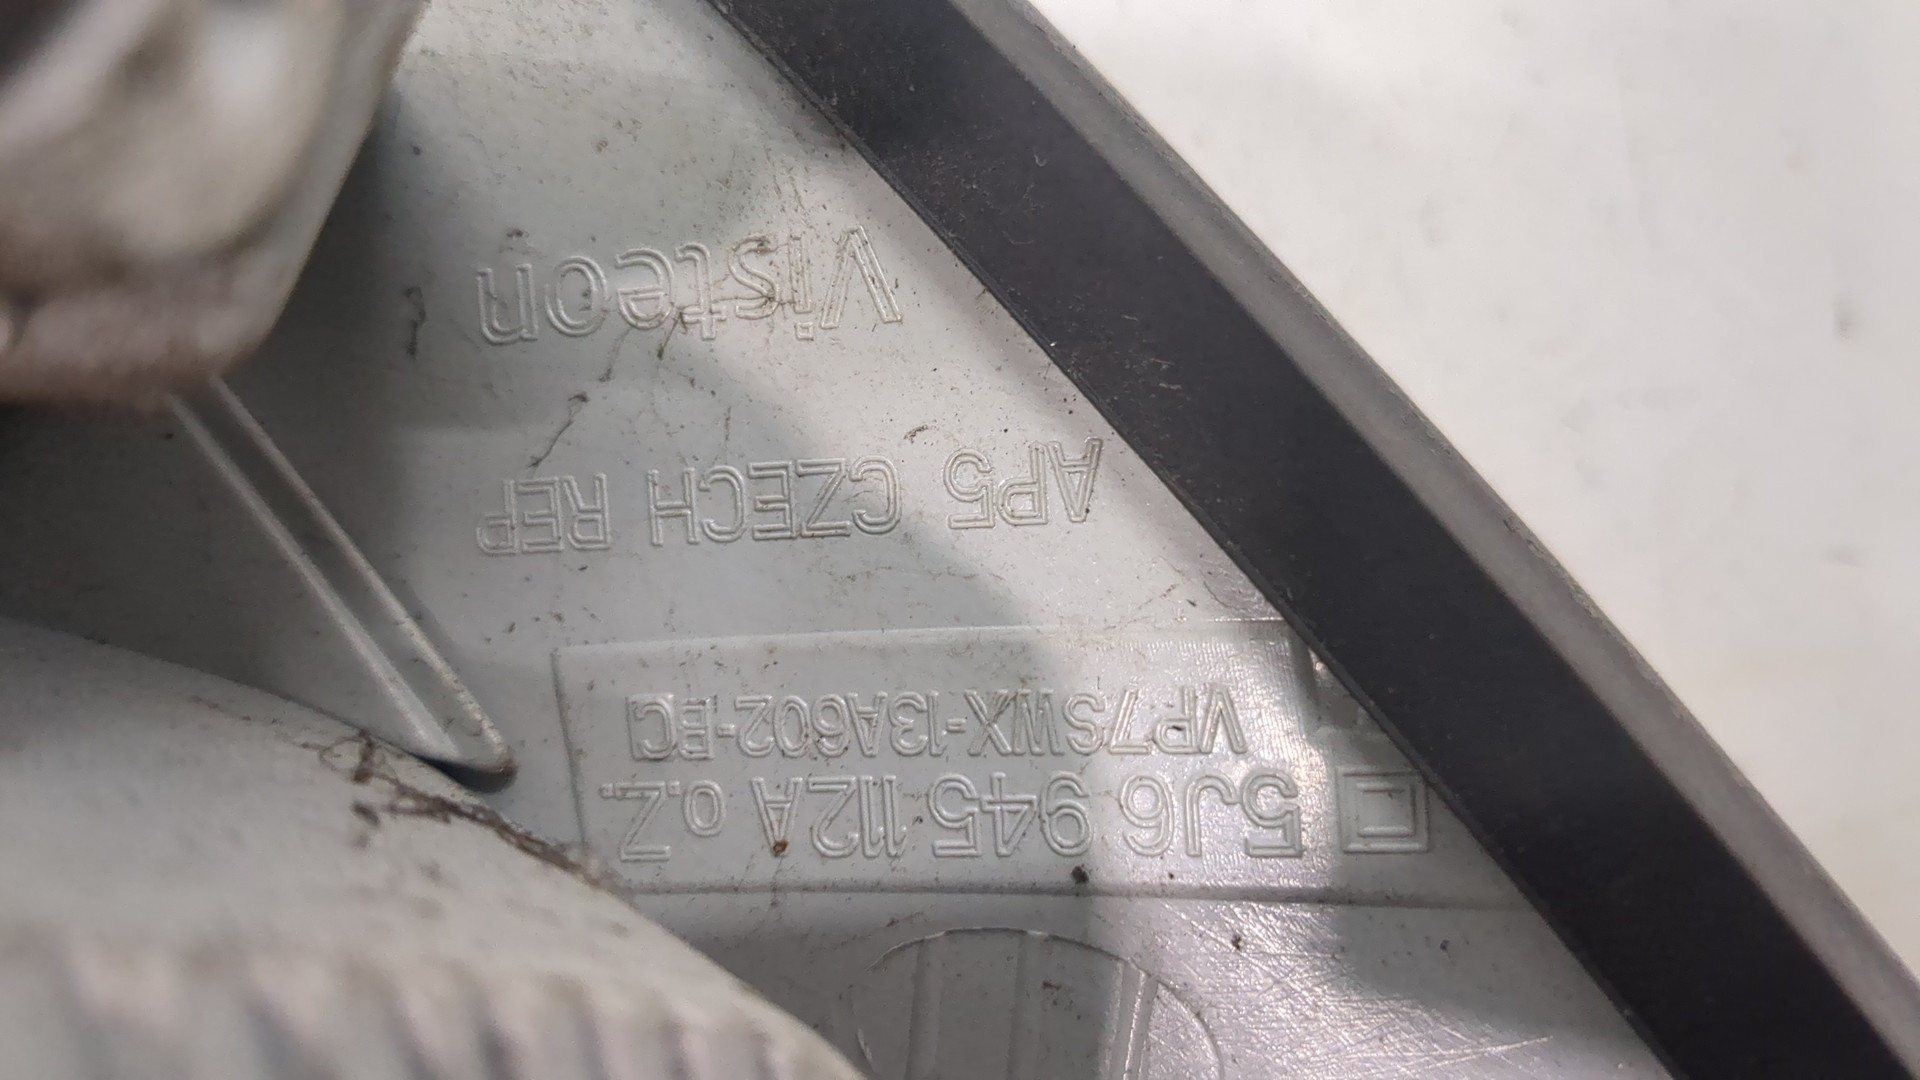 5J6 945 112A o.Z.
VP7SWX-13A602-EC
AP5 CZECH REP
Visteon